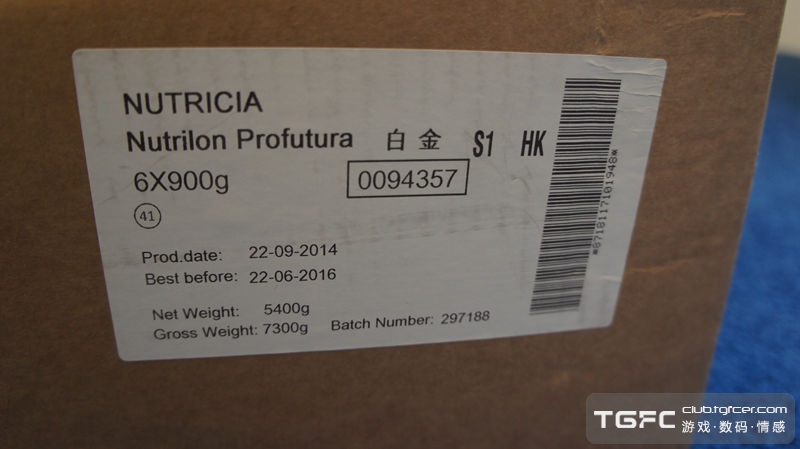 NUTRICIA
Nutrilon Profutura 白金 S1 HK
6X900g
0094357
41
Prod.date: 22-09-2014
Best before: 22-06-2016
Net Weight: 5400g
Gross Weight: 7300g Batch Number: 297188
*8718117101948*
TGFC club.tgfcer.com
游戏·数码·情感